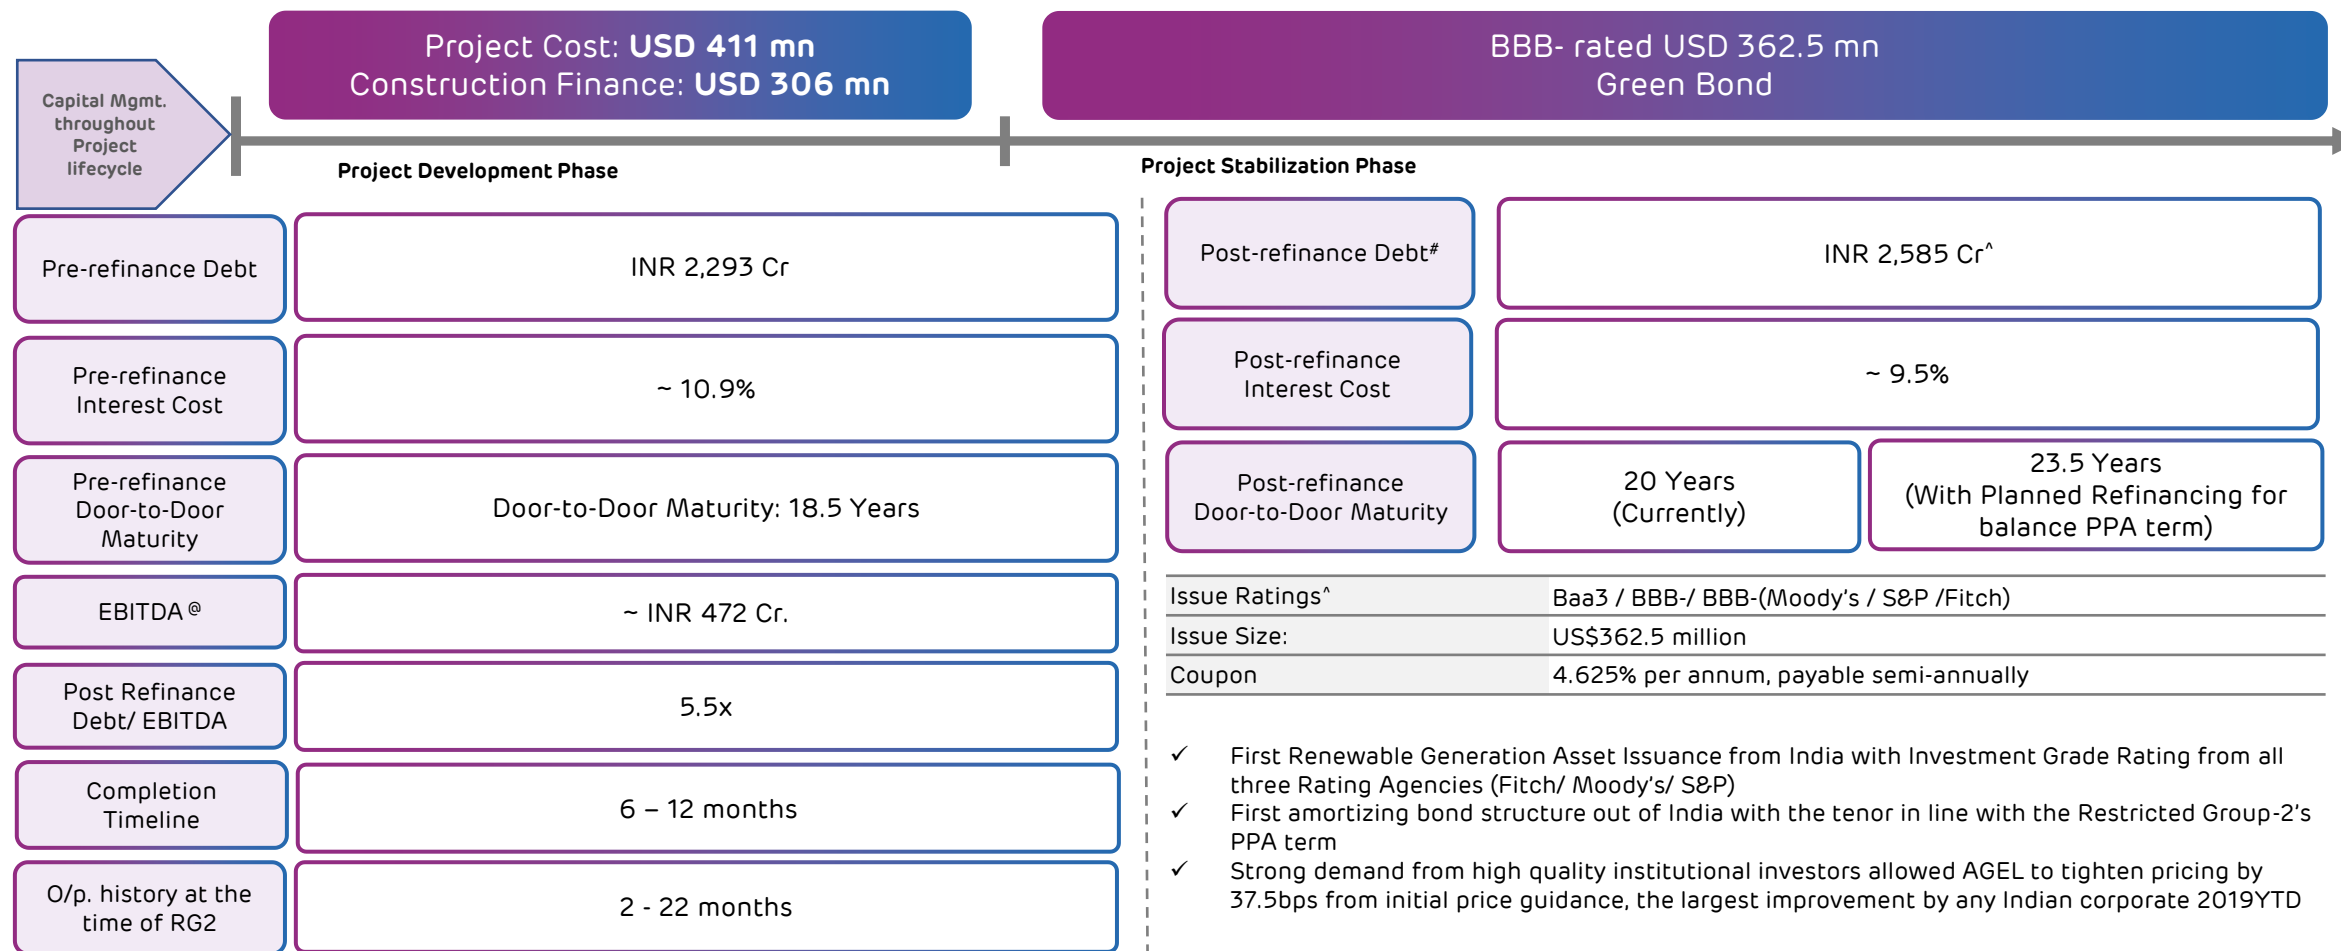 Project Cost: USD 411 mn
Construction Finance: USD 306 mn
BBB- rated USD 362.5 mn
Green Bond
Capital Mgmt.
throughout
Project
lifecycle
Project Development Phase
Project Stabilization Phase
Pre-refinance Debt
INR 2,293 Cr
Pre-refinance
Interest Cost
~ 10.9%
Pre-refinance
Door-to-Door
Maturity
Door-to-Door Maturity: 18.5 Years
EBITDA @
~ INR 472 Cr.
Post Refinance
Debt/ EBITDA
5.5x
Completion
Timeline
6 – 12 months
O/p. history at the
time of RG2
2 - 22 months
Post-refinance Debt#
INR 2,585 Cr^
Post-refinance
Interest Cost
~ 9.5%
Post-refinance
Door-to-Door Maturity
20 Years
(Currently)
23.5 Years
(With Planned Refinancing for
balance PPA term)
Issue Ratings^ Baa3 / BBB-/ BBB-(Moody's / S&P /Fitch)
Issue Size: US$362.5 million
Coupon 4.625% per annum, payable semi-annually
✓ First Renewable Generation Asset Issuance from India with Investment Grade Rating from all
three Rating Agencies (Fitch/ Moody's/ S&P)
✓ First amortizing bond structure out of India with the tenor in line with the Restricted Group-2's
PPA term
✓ Strong demand from high quality institutional investors allowed AGEL to tighten pricing by
37.5bps from initial price guidance, the largest improvement by any Indian corporate 2019YTD